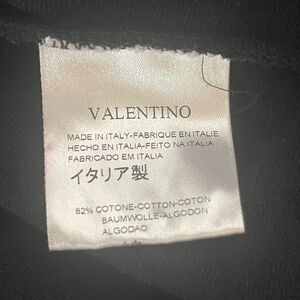 VALENTINO
MADE IN ITALY-FABRIQUE EN ITALIE
HECHO EN ITALIA-FEITO NA ITALIA
FABRICADO EM ITALIA
イタリア製
82% COTONE-COTTON-COTON
BAUMWOLLE-ALGODON
ALGODAO